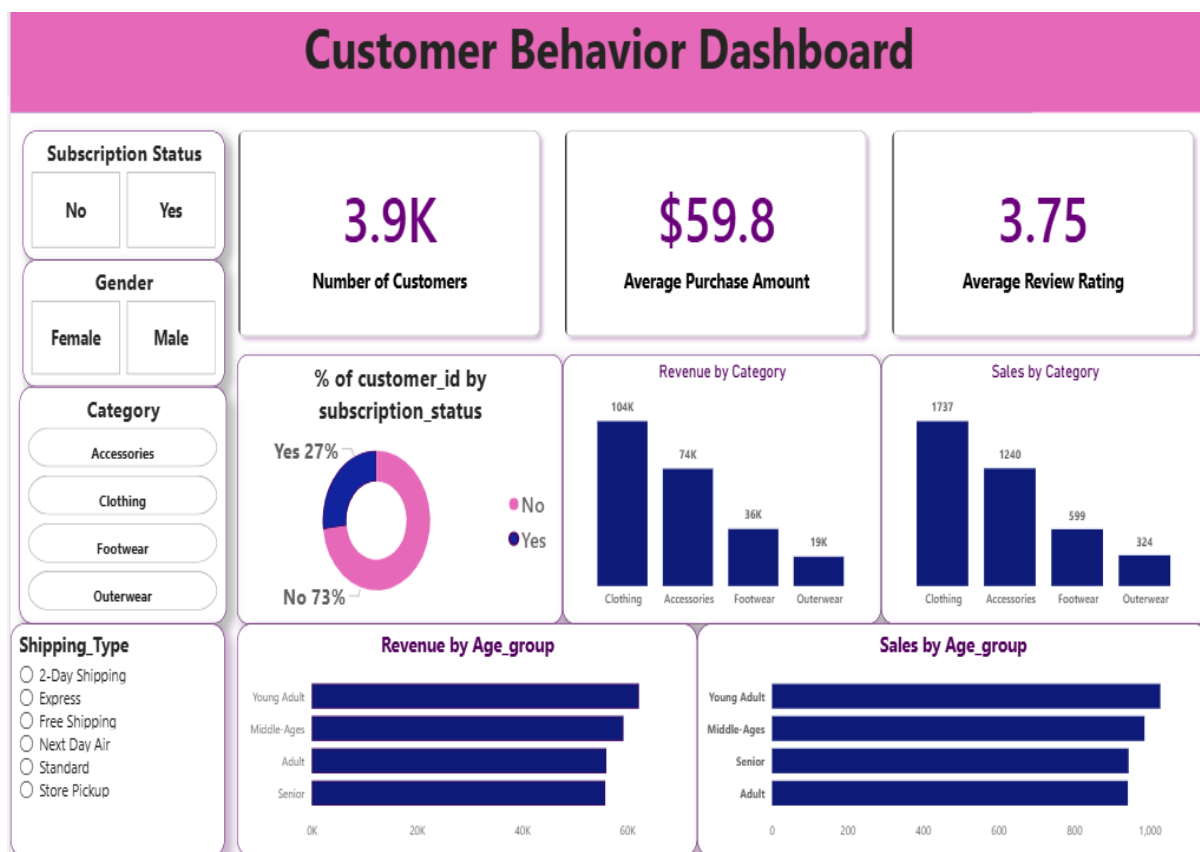 Customer Behavior Dashboard
Subscription Status
No
Yes
Gender
Female
Male
Category
Accessories
Clothing
Footwear
Outerwear
Shipping_Type
2-Day Shipping
Express
Free Shipping
Next Day Air
Standard
Store Pickup
3.9K
Number of Customers
$59.8
Average Purchase Amount
3.75
Average Review Rating
% of customer_id by
subscription_status
Yes 27%
No 73%
No
Yes
Revenue by Category
104K
74K
36K
19K
Clothing
Accessories
Footwear
Outerwear
Sales by Category
1737
1240
599
324
Clothing
Accessories
Footwear
Outerwear
Revenue by Age_group
Young Adult
Middle-Ages
Adult
Senior
0K
20K
40K
60K
Sales by Age_group
Young Adult
Middle-Ages
Senior
Adult
0
200
400
600
800
1,000